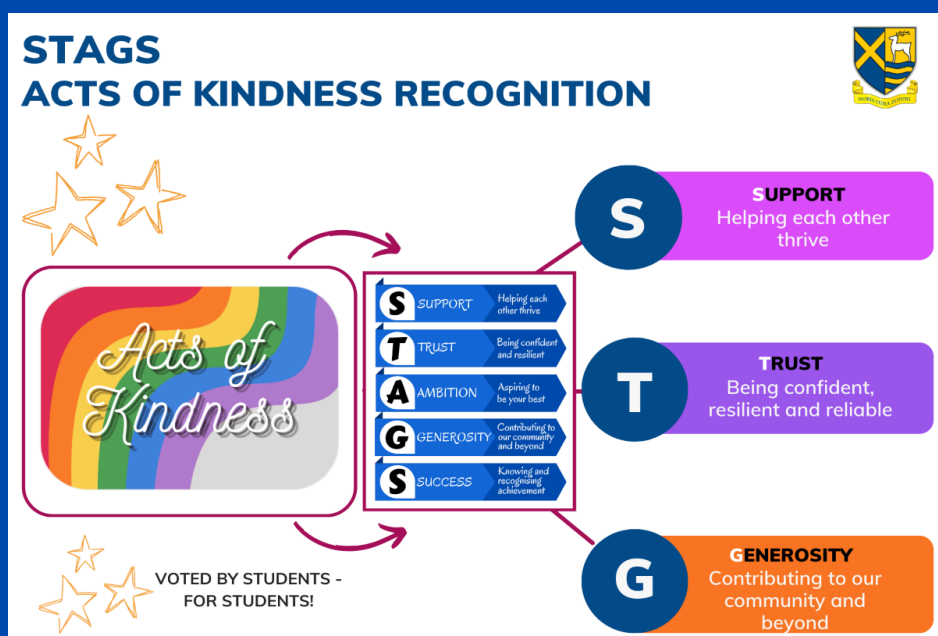 STAGS
ACTS OF KINDNESS RECOGNITION
Acts of
Kindness
S SUPPORT Helping each
other thrive
T TRUST Being confident
and resilient
A AMBITION Aspiring to
be your best
G GENEROSITY Contributing to
our community
and beyond
S SUCCESS Knowing and
recognising
achievement
S
SUPPORT
Helping each other
thrive
T
TRUST
Being confident,
resilient and reliable
G
GENEROSITY
Contributing to our
community and
beyond
VOTED BY STUDENTS -
FOR STUDENTS!